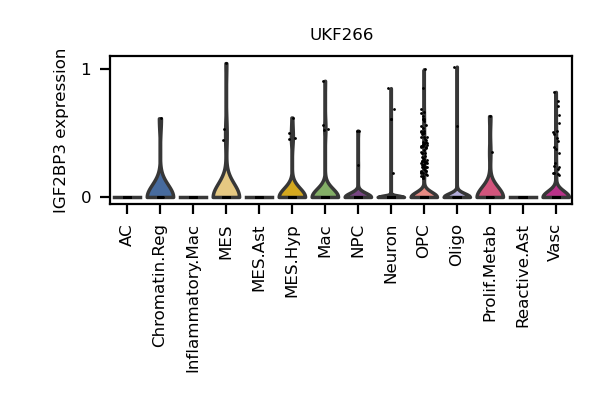 UKF266
IGF2BP3 expression
1
0
AC
Chromatin.Reg
Inflammatory.Mac
MES
MES.Ast
MES.Hyp
Mac
NPC
Neuron
OPC
Oligo
Prolif.Metab
Reactive.Ast
Vasc